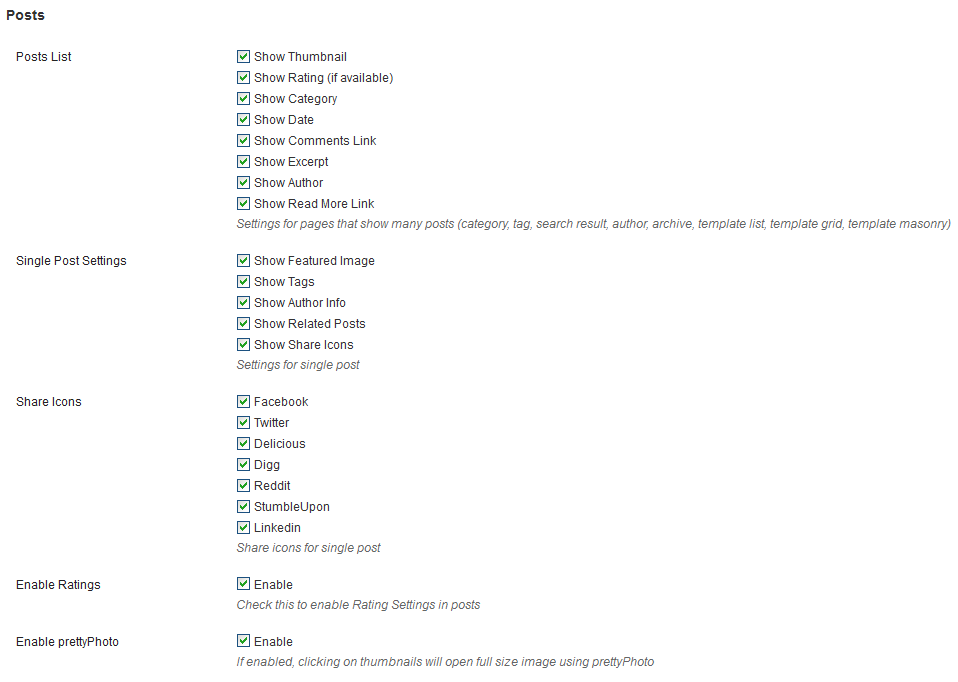 Posts
Posts List
Show Thumbnail
Show Rating (if available)
Show Category
Show Date
Show Comments Link
Show Excerpt
Show Author
Show Read More Link
Settings for pages that show many posts (category, tag, search result, author, archive, template list, template grid, template masonry)
Single Post Settings
Show Featured Image
Show Tags
Show Author Info
Show Related Posts
Show Share Icons
Settings for single post
Share Icons
Facebook
Twitter
Delicious
Digg
Reddit
StumbleUpon
Linkedin
Share icons for single post
Enable Ratings
Enable
Check this to enable Rating Settings in posts
Enable prettyPhoto
Enable
If enabled, clicking on thumbnails will open full size image using prettyPhoto